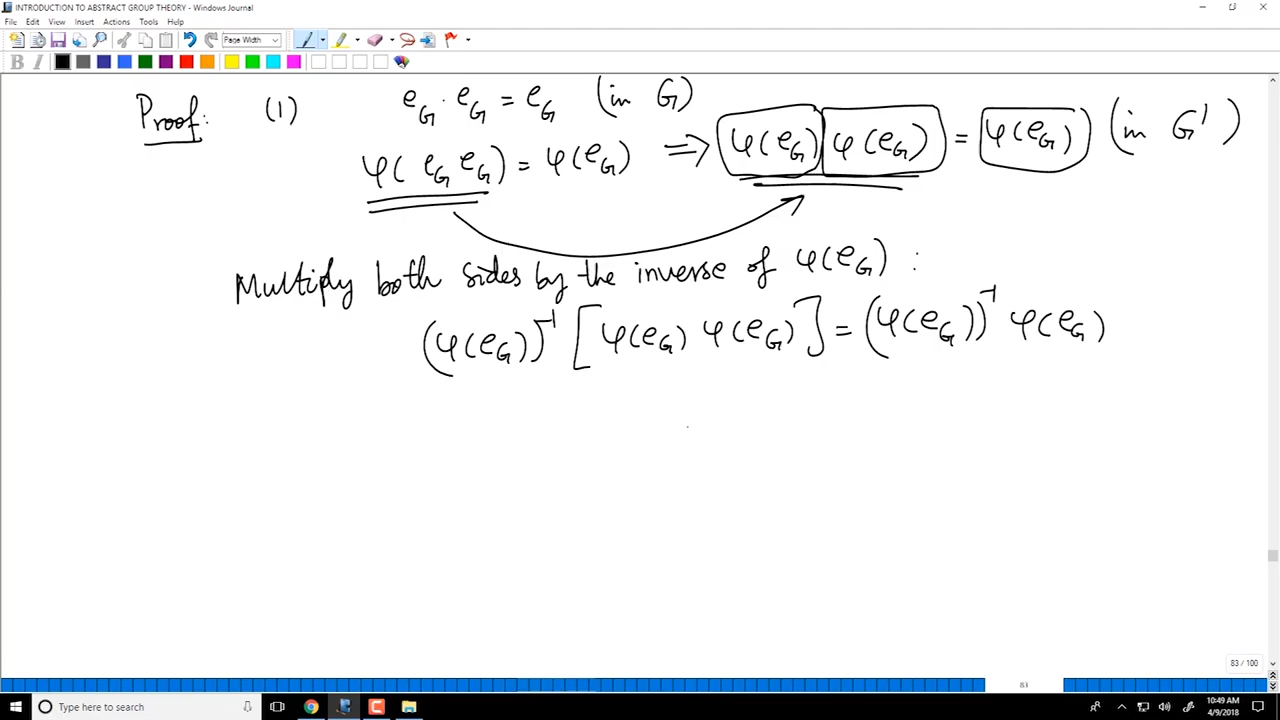 INTRODUCTION TO ABSTRACT GROUP THEORY - Windows Journal
File Edit View Insert Actions Tools Help
Page Width
B I
Proof: (1) e_G · e_G = e_G (in G)
φ(e_G e_G) = φ(e_G) ⟹ φ(e_G) φ(e_G) = φ(e_G) (in G')
Multiply both sides by the inverse of φ(e_G) :
(φ(e_G))⁻¹ [φ(e_G) φ(e_G)] = (φ(e_G))⁻¹ φ(e_G)
83 / 100
83
Type here to search
10:49 AM
4/9/2018